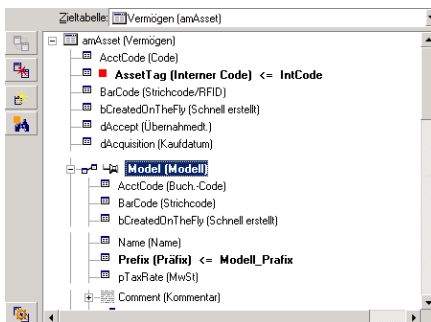 Zieltabelle: Vermögen (amAsset)
amAsset (Vermögen)
AcctCode (Code)
AssetTag (Interner Code) <= IntCode
BarCode (Strichcode/RFID)
bCreatedOnTheFly (Schnell erstellt)
dAccept (Übernahmedt.)
dAcquisition (Kaufdatum)
Model (Modell)
AcctCode (Buch.-Code)
BarCode (Strichcode)
bCreatedOnTheFly (Schnell erstellt)
Name (Name)
Prefix (Präfix) <= Modell_Prafix
pTaxRate (MwSt)
Comment (Kommentar)